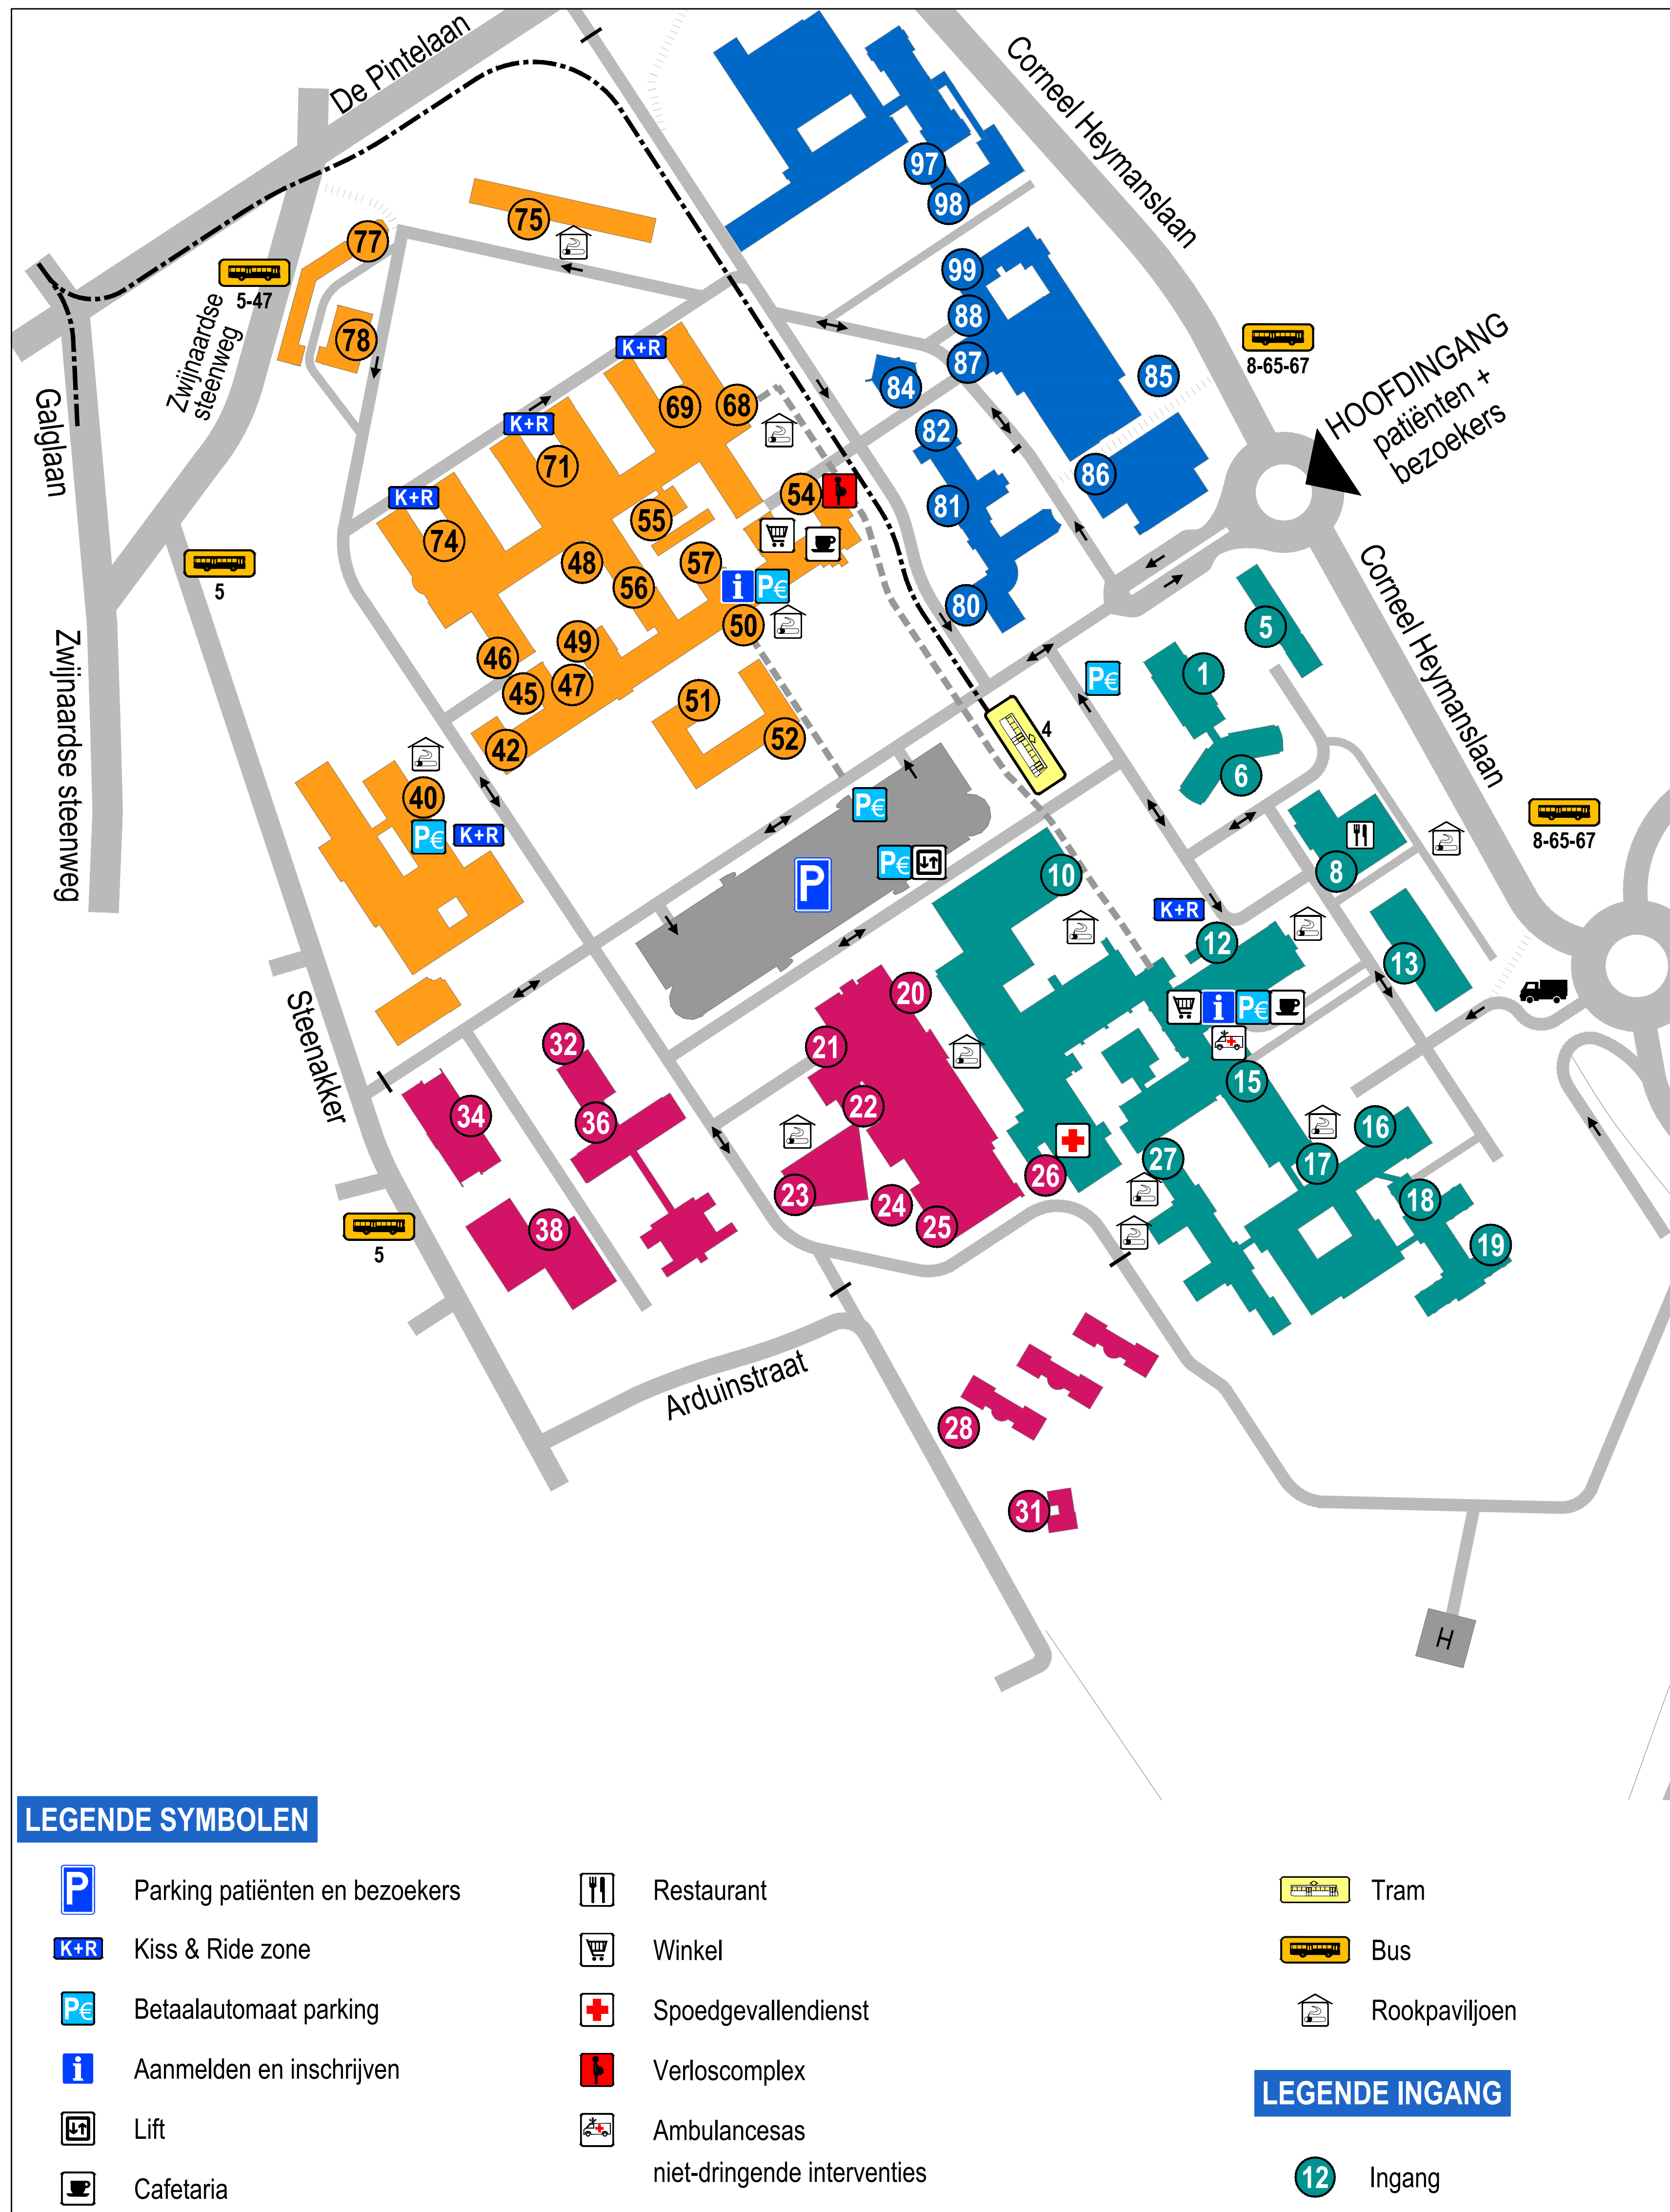 De Pintelaan
Corneel Heymanslaan
97
98
75
77
5-47
Zwijnaardse
steenweg
78
99
88
87
84
85
8-65-67
HOOFDINGANG
patiënten +
bezoekers
K+R
69
68
K+R
71
82
86
81
Galglaan
K+R
74
54
55
48
57
56
i
P€
50
5
80
49
46
45
47
51
52
42
Corneel Heymanslaan
5
1
P€
4
6
Zwijnaardse steenweg
40
P€
K+R
P€
P€
P
10
8
8-65-67
K+R
12
13
i
P€
15
20
21
22
32
34
36
Steenakker
23
24
25
26
27
16
17
18
19
38
5
Arduinstraat
28
31
H
LEGENDE SYMBOLEN
P Parking patiënten en bezoekers
K+R Kiss & Ride zone
P€ Betaalautomaat parking
i Aanmelden en inschrijven
Lift
Cafetaria
Restaurant
Winkel
Spoedgevallendienst
Verloscomplex
Ambulancesas
niet-dringende interventies
Tram
Bus
Rookpaviljoen
LEGENDE INGANG
12 Ingang